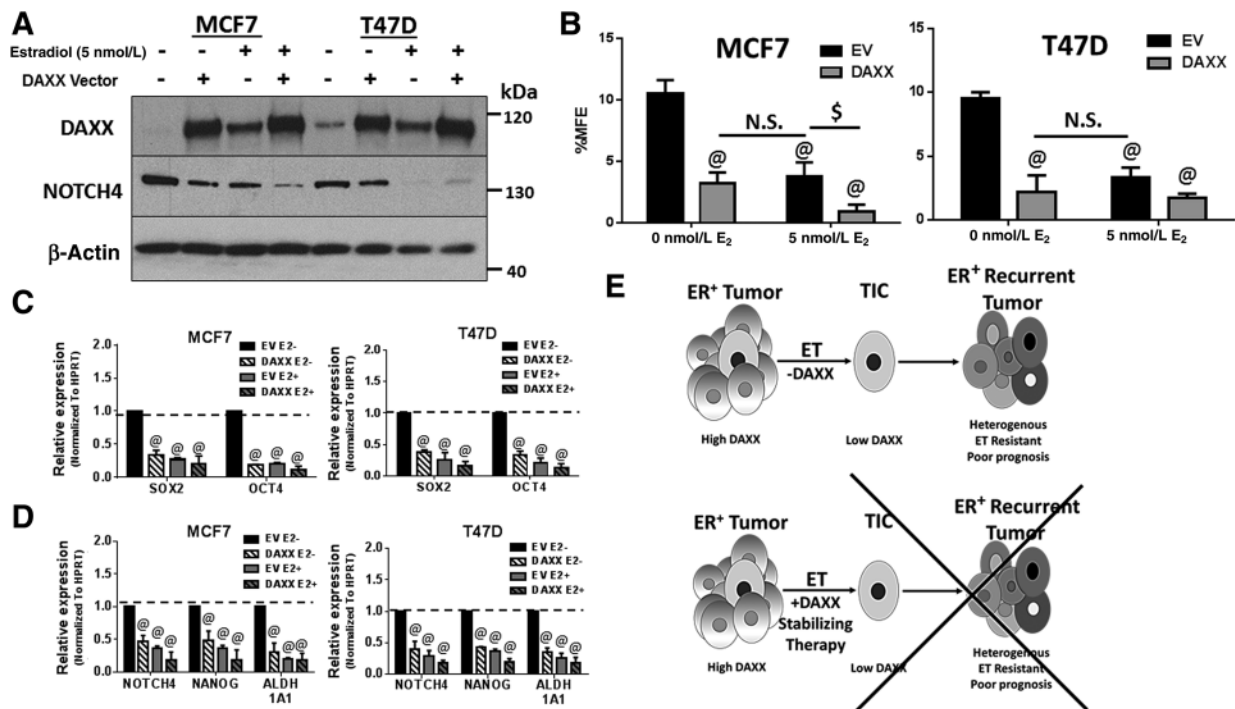 A
MCF7 T47D
Estradiol (5 nmol/L) - - + + - - + +
DAXX Vector - + - + - + - +
kDa
DAXX 120
NOTCH4 130
β-Actin
40
B
MCF7
EV
DAXX
%MFE
15
10
5
0
N.S.
$
@ @ @
0 nmol/L E2 5 nmol/L E2
T47D
EV
DAXX
15
10
5
0
N.S.
@ @ @
0 nmol/L E2 5 nmol/L E2
C
MCF7
Relative expression
(Normalized To HPRT)
2.0
1.5
1.0
0.5
0.0
EV E2-
DAXX E2-
EV E2+
DAXX E2+
@ @ @ @ @ @
SOX2 OCT4
T47D
Relative expression
(Normalized To HPRT)
2.0
1.5
1.0
0.5
0.0
EV E2-
DAXX E2-
EV E2+
DAXX E2+
@ @ @ @ @ @
SOX2 OCT4
D
MCF7
Relative expression
(Normalized To HPRT)
2.0
1.5
1.0
0.5
0.0
EV E2-
DAXX E2-
EV E2+
DAXX E2+
@ @ @ @ @ @ @ @ @
NOTCH4 NANOG ALDH
1A1
T47D
Relative expression
(Normalized To HPRT)
2.0
1.5
1.0
0.5
0.0
EV E2-
DAXX E2-
EV E2+
DAXX E2+
@ @ @ @ @ @ @ @ @
NOTCH4 NANOG ALDH
1A1
E
ER+ Tumor
TIC
ER+ Recurrent
Tumor
ET
-DAXX
High DAXX
Low DAXX
Heterogenous
ET Resistant
Poor prognosis
ER+ Tumor
TIC
ER+ Recurrent
Tumor
ET
+DAXX
Stabilizing
Therapy
High DAXX
Low DAXX
Heterogenous
ET Resistant
Poor prognosis